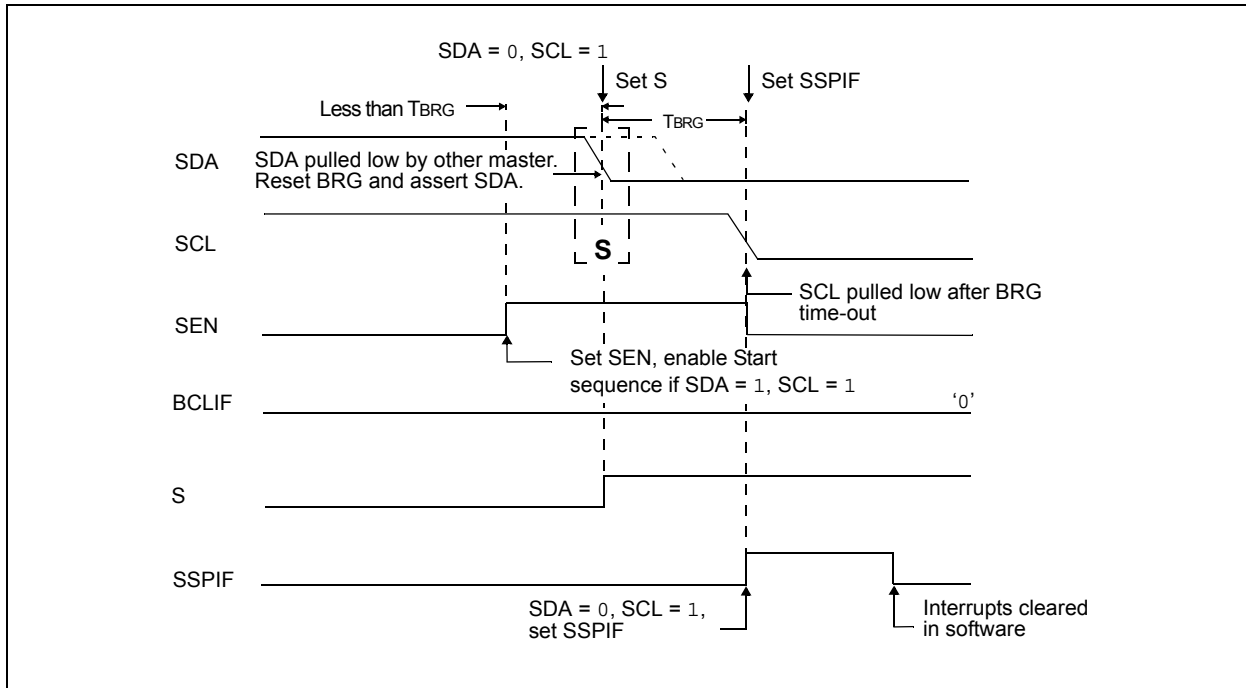 SDA = 0, SCL = 1
Set S
Set SSPIF
Less than TBRG
TBRG
SDA
SDA pulled low by other master.
Reset BRG and assert SDA.
SCL
S
SCL pulled low after BRG
time-out
SEN
Set SEN, enable Start
sequence if SDA = 1, SCL = 1
BCLIF
‘0’
S
SSPIF
SDA = 0, SCL = 1,
set SSPIF
Interrupts cleared
in software